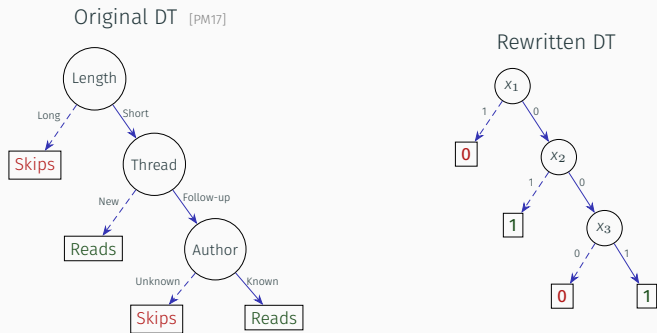 Original DT [PM17]
Length
Long
Short
Skips
Thread
New
Follow-up
Reads
Author
Unknown
Known
Skips
Reads
Rewritten DT
x₁
1
0
0
x₂
1
0
1
x₃
0
1
0
1